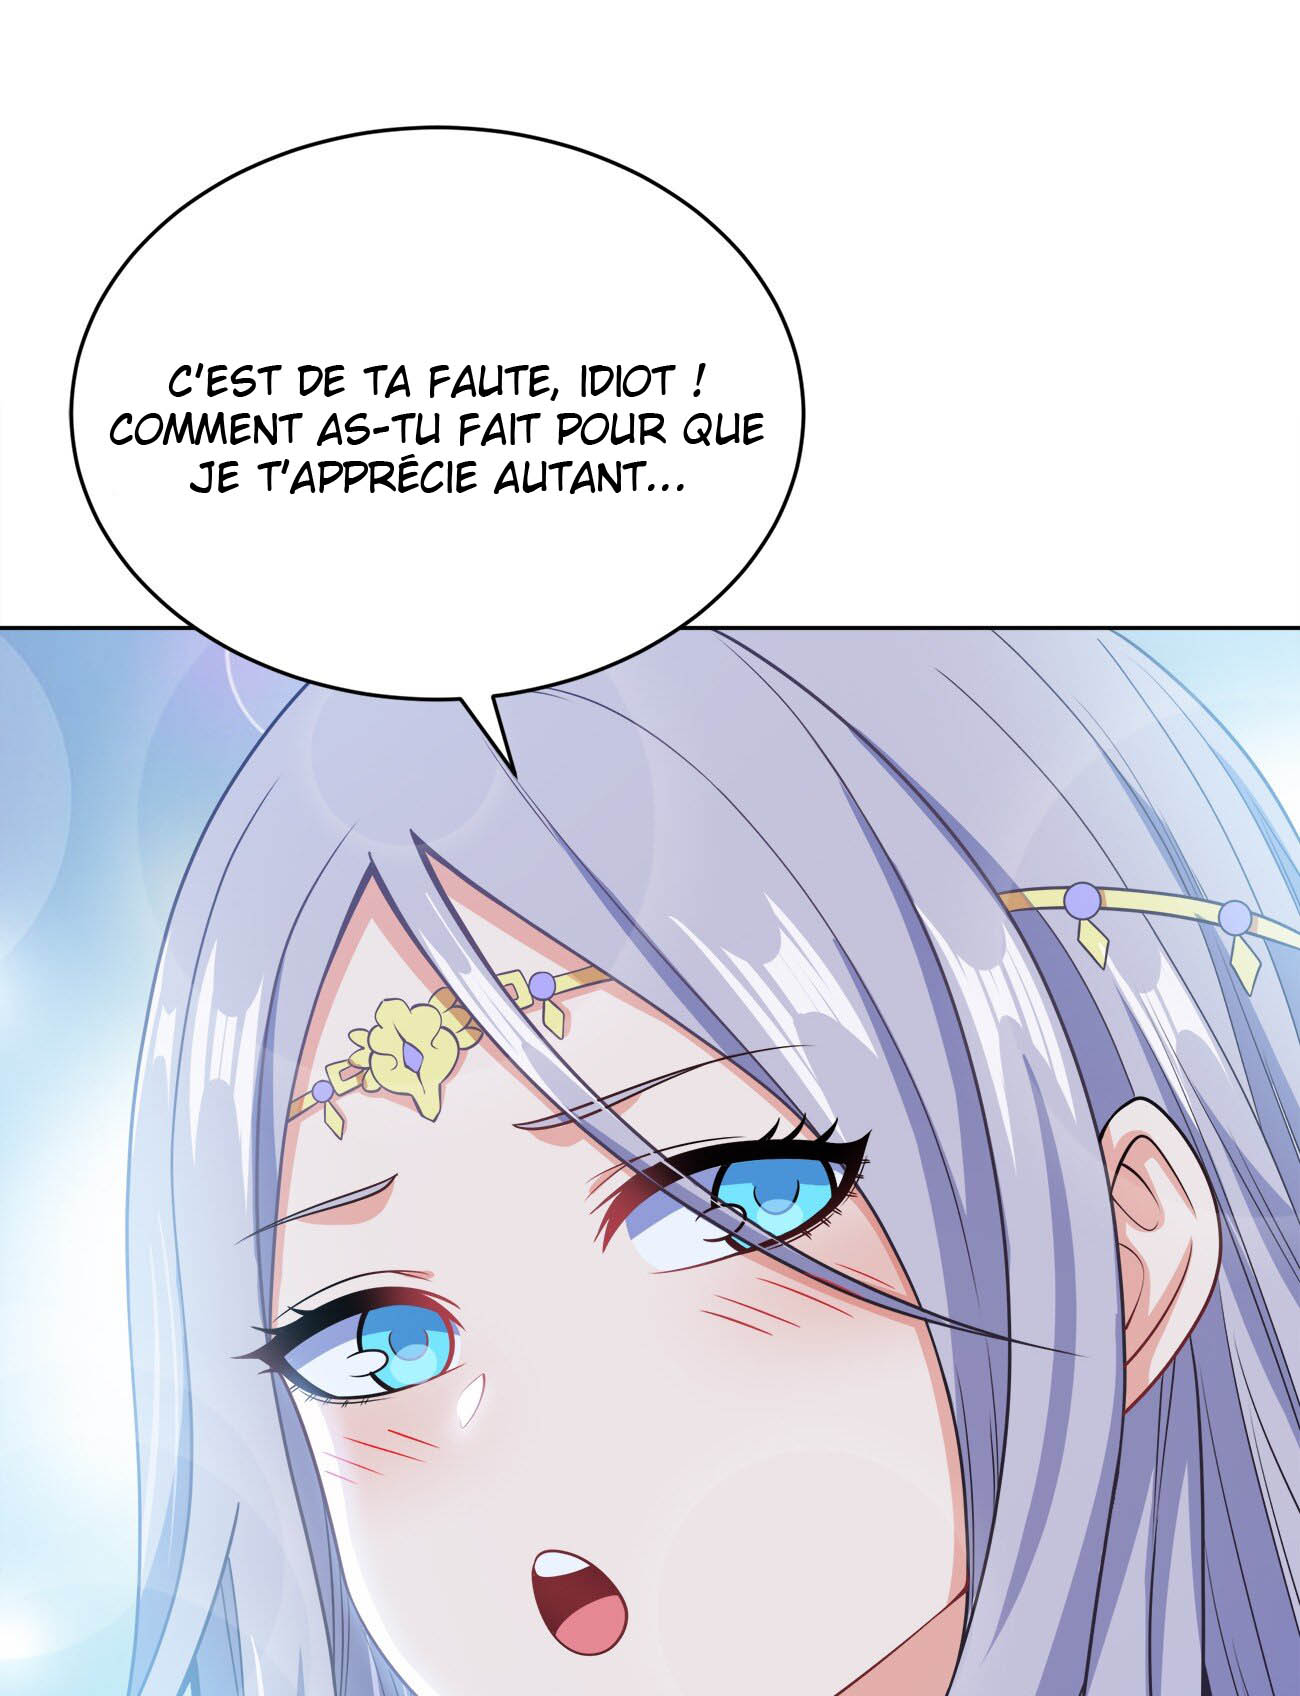 C'EST DE TA FAUTE, IDIOT !
COMMENT AS-TU FAIT POUR QUE
JE T'APPRÉCIE AUTANT...